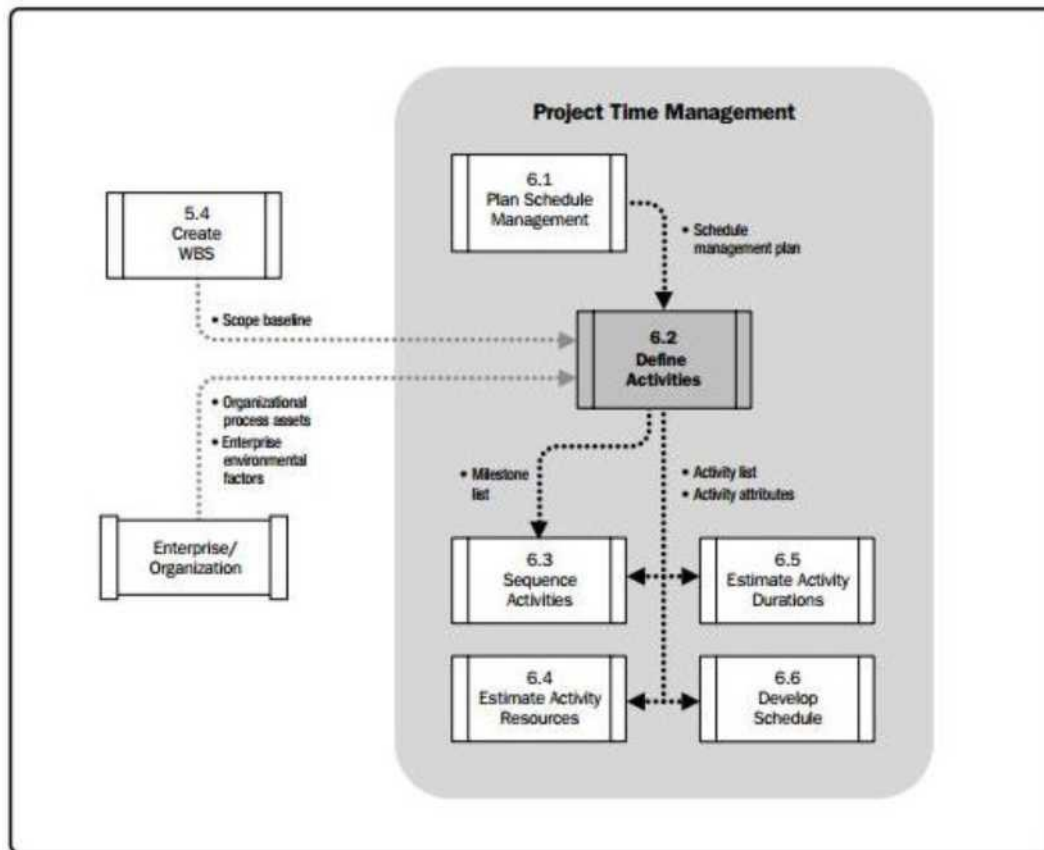 Project Time Management
6.1
Plan Schedule
Management
5.4
Create
WBS
• Schedule
management plan
• Scope baseline
6.2
Define
Activities
• Organizational
process assets
• Enterprise
environmental
factors
• Milestone
list
• Activity list
• Activity attributes
Enterprise/
Organization
6.3
Sequence
Activities
6.5
Estimate Activity
Durations
6.4
Estimate Activity
Resources
6.6
Develop
Schedule